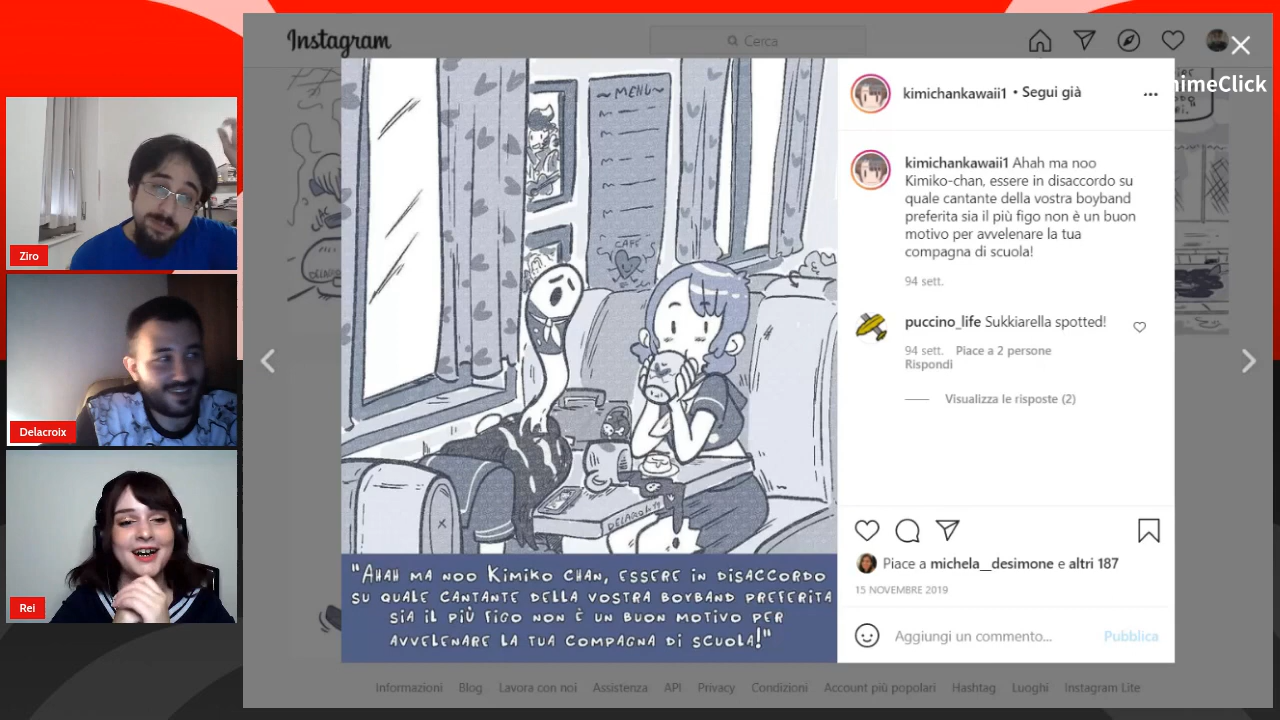 Instagram
Cerca
nimeClick
Ziro
Delacroix
Rei
MENU
CAFÉ
DELAROLY
"AHAH MA NOO KIMIKO CHAN, ESSERE IN DISACCORDO
SU QUALE CANTANTE DELLA VOSTRA BOYBAND PREFERITA
SIA IL PIÙ FIGO NON È UN BUON MOTIVO PER
AVVELENARE LA TUA COMPAGNA DI SCUOLA!"
kimichankawaii1 • Segui già
kimichankawaii1 Ahah ma noo
Kimiko-chan, essere in disaccordo su
quale cantante della vostra boyband
preferita sia il più figo non è un buon
motivo per avvelenare la tua
compagna di scuola!
94 sett.
puccino_life Sukkiarella spotted!
94 sett. Piace a 2 persone
Rispondi
Visualizza le risposte (2)
Piace a michela__desimone e altri 187
15 NOVEMBRE 2019
Aggiungi un commento...
Pubblica
Informazioni Blog Lavora con noi Assistenza API Privacy Condizioni Account più popolari Hashtag Luoghi Instagram Lite